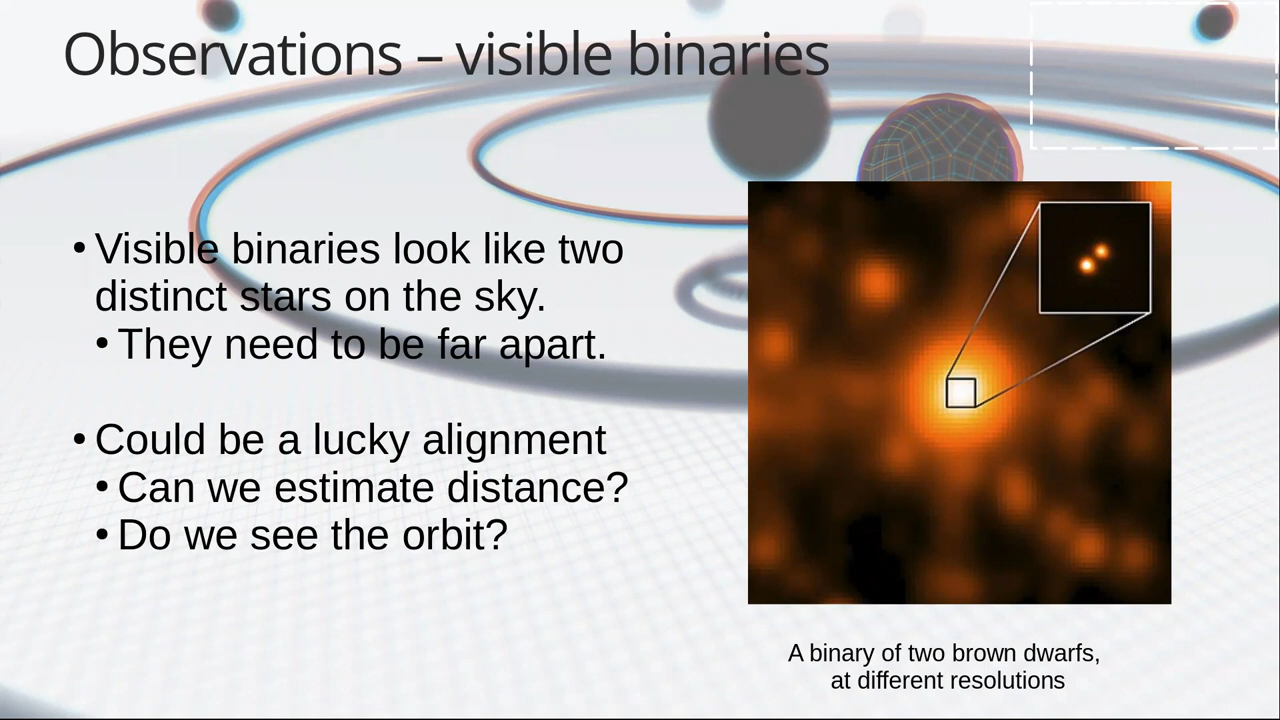 Observations – visible binaries
• Visible binaries look like two
distinct stars on the sky.
• They need to be far apart.
• Could be a lucky alignment
• Can we estimate distance?
• Do we see the orbit?
A binary of two brown dwarfs,
at different resolutions